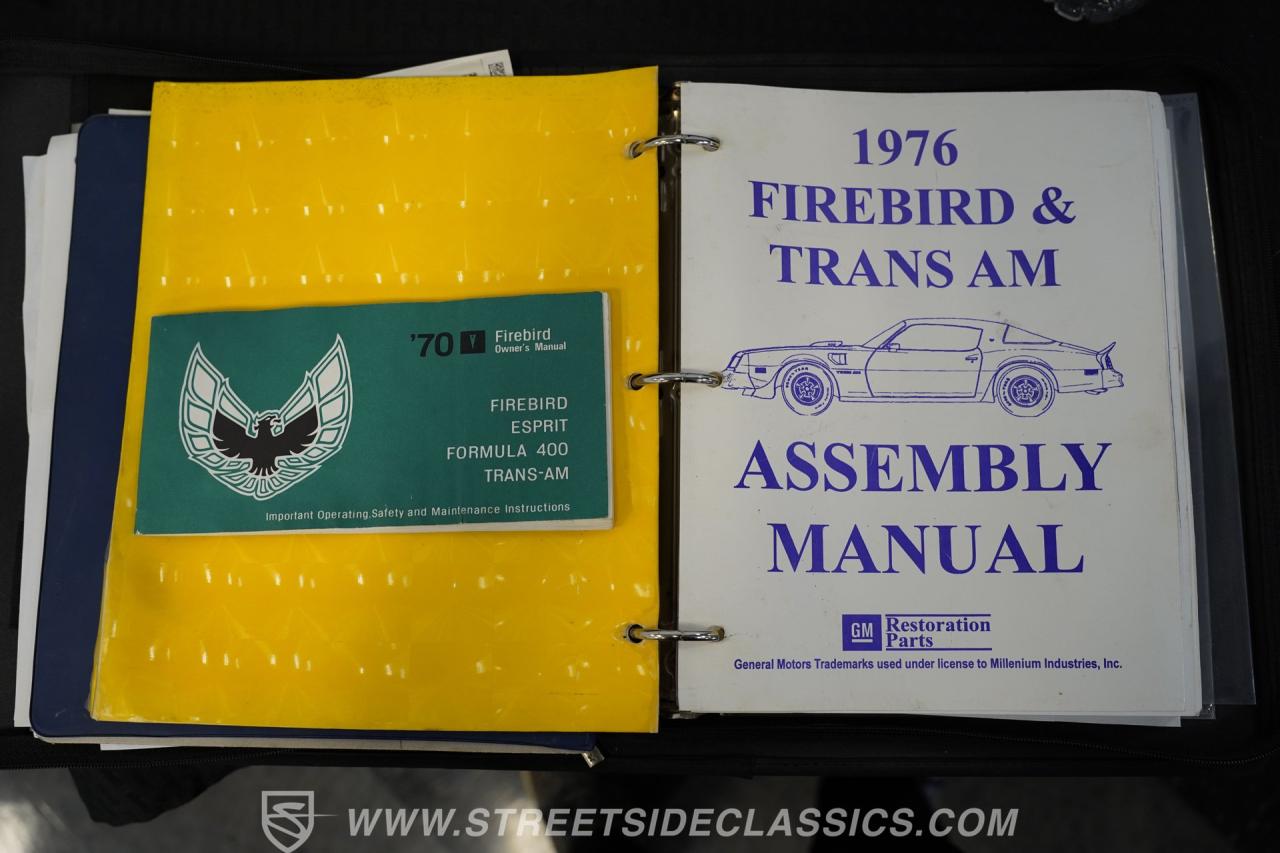 '70 Firebird
Owner's Manual
FIREBIRD
ESPRIT
FORMULA 400
TRANS-AM
Important Operating, Safety and Maintenance Instructions
1976
FIREBIRD &
TRANS AM
ASSEMBLY
MANUAL
GM Restoration
Parts
General Motors Trademarks used under license to Millenium Industries, Inc.
WWW.STREETSIDECLASSICS.COM